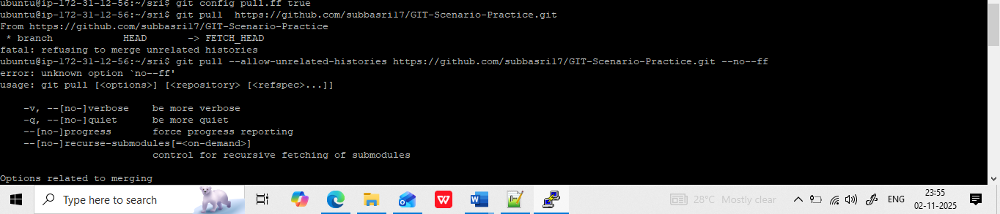 ubuntu@ip-172-31-12-56:~/sri$ git config pull.ff true
ubuntu@ip-172-31-12-56:~/sri$ git pull  https://github.com/subbasri17/GIT-Scenario-Practice.git
From https://github.com/subbasri17/GIT-Scenario-Practice
 * branch            HEAD       -> FETCH_HEAD
fatal: refusing to merge unrelated histories
ubuntu@ip-172-31-12-56:~/sri$ git pull --allow-unrelated-histories https://github.com/subbasri17/GIT-Scenario-Practice.git --no--ff
error: unknown option `no--ff'
usage: git pull [<options>] [<repository> [<refspec>...]]
    -v, --[no-]verbose    be more verbose
    -q, --[no-]quiet      be more quiet
    --[no-]progress       force progress reporting
    --[no-]recurse-submodules[=<on-demand>]
                          control for recursive fetching of submodules
Options related to merging
Type here to search
W
W
28°C Mostly clear
ENG
23:55
02-11-2025